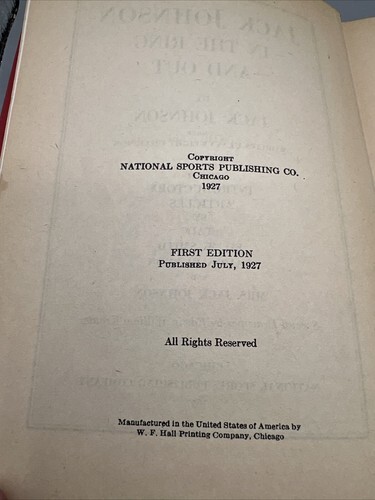 Copyright
NATIONAL SPORTS PUBLISHING CO.
Chicago
1927
FIRST EDITION
Published July, 1927
All Rights Reserved
Manufactured in the United States of America by
W. F. Hall Printing Company, Chicago